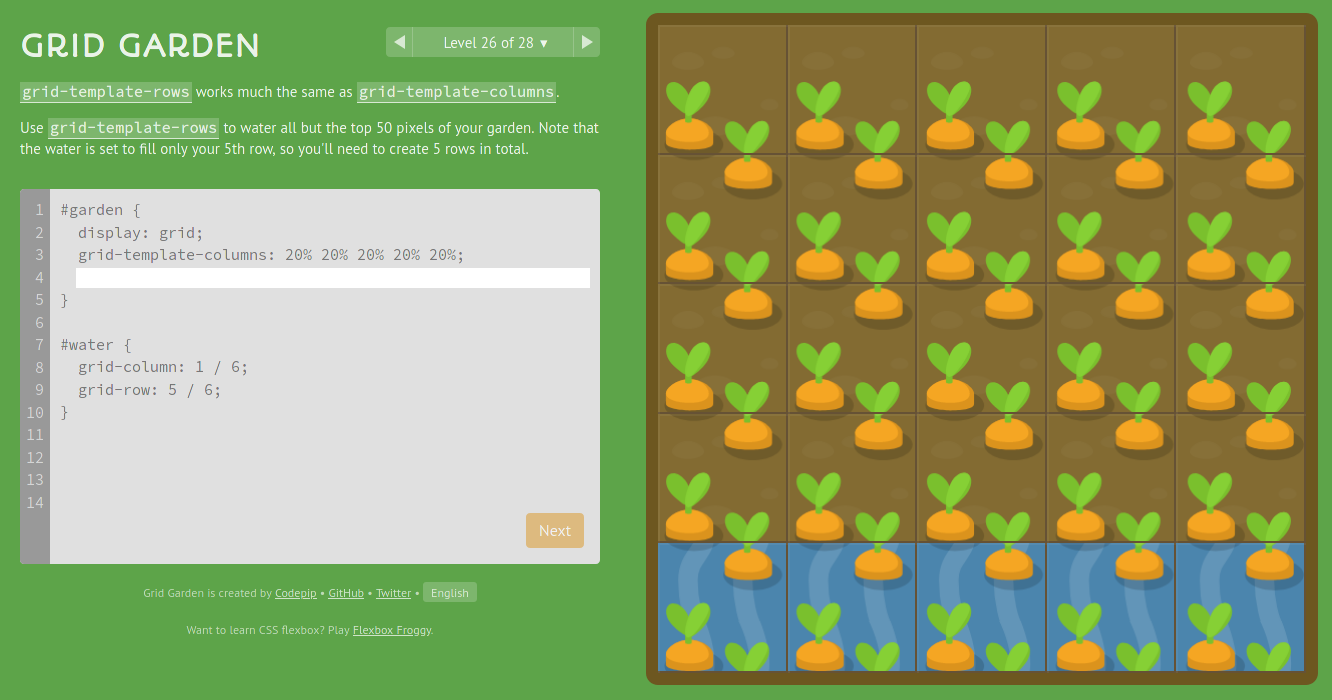 GRID GARDEN
◀ Level 26 of 28 ▼ ▶
grid-template-rows works much the same as grid-template-columns.
Use grid-template-rows to water all but the top 50 pixels of your garden. Note that
the water is set to fill only your 5th row, so you'll need to create 5 rows in total.
1 #garden {
2 display: grid;
3 grid-template-columns: 20% 20% 20% 20% 20%;
4
5 }
6
7 #water {
8 grid-column: 1 / 6;
9 grid-row: 5 / 6;
10 }
11
12
13
14
Next
Grid Garden is created by Codepip • GitHub • Twitter • English
Want to learn CSS flexbox? Play Flexbox Froggy.